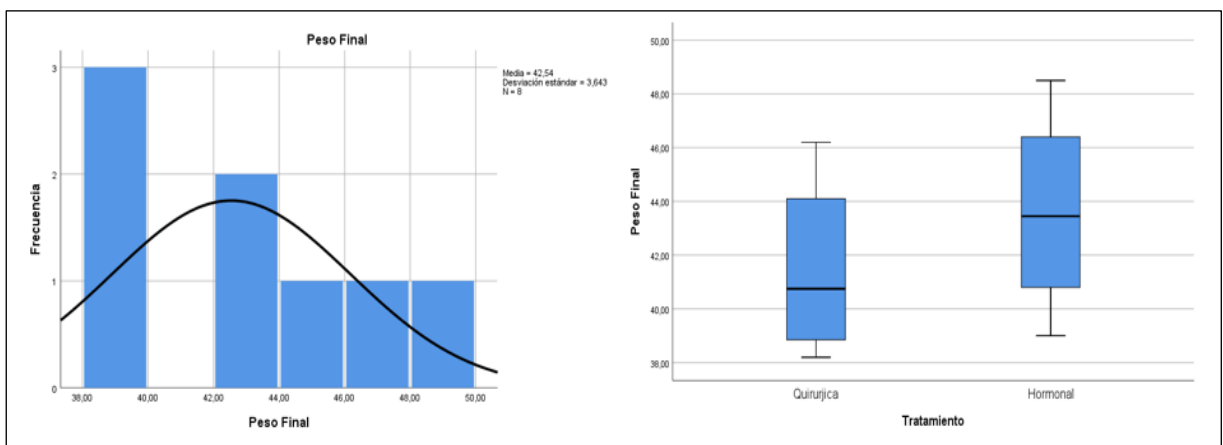 Peso Final
Media = 42,54
Desviación estándar = 3,643
N = 8
Frecuencia
3
2
1
0
38,00 40,00 42,00 44,00 46,00 48,00 50,00
Peso Final
Peso Final
50,00
48,00
46,00
44,00
42,00
40,00
38,00
Quirurjica Hormonal
Tratamiento